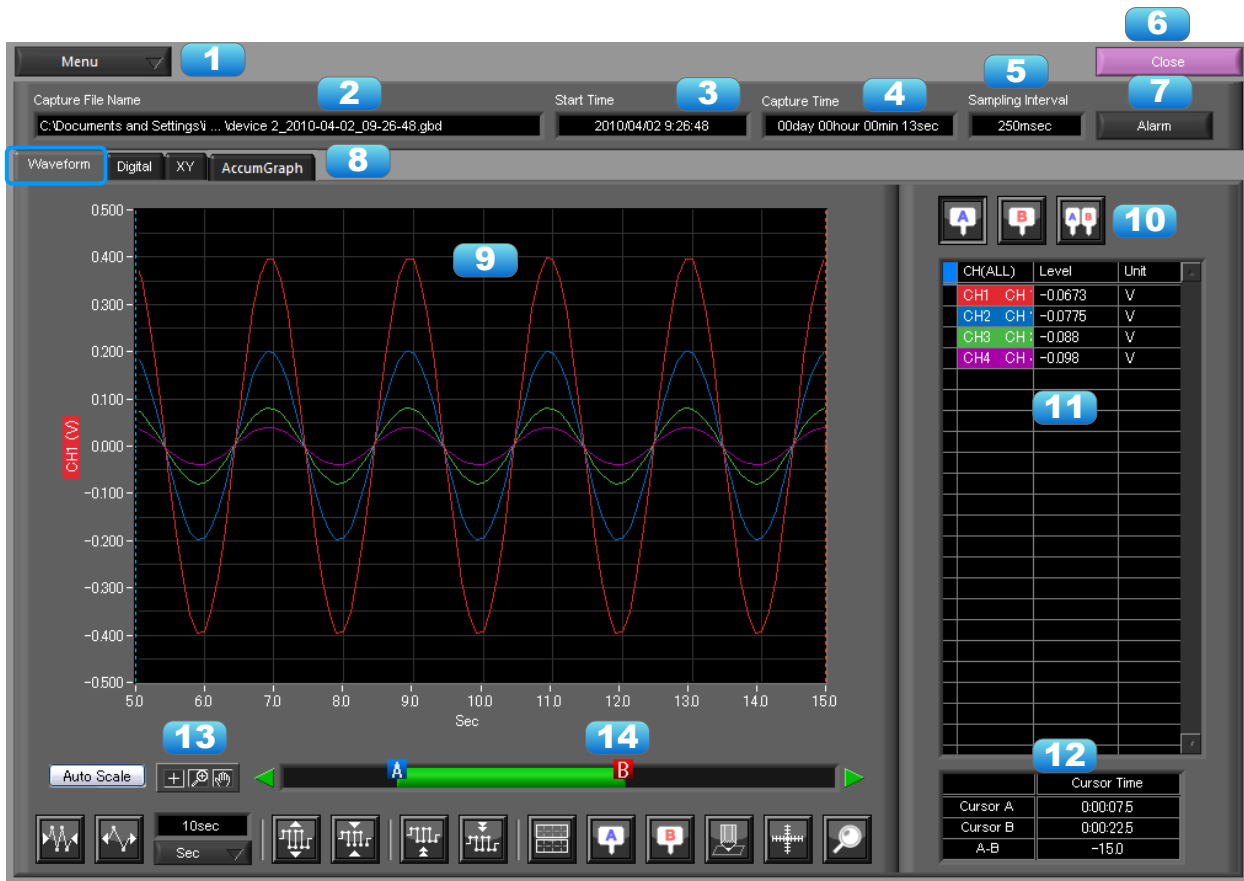 6
Menu 1 Close
2 3 4 5 7
Capture File Name Start Time Capture Time Sampling Interval
C:\Documents and Settings\i ... \device 2_2010-04-02_09-26-48.gbd 2010/04/02 9:26:48 00day 00hour 00min 13sec 250msec Alarm
Waveform Digital XY AccumGraph 8
0.500
0.400
0.300
0.200
0.100
0.000
-0.100
-0.200
-0.300
-0.400
-0.500
CH1 (V)
9
5.0 6.0 7.0 8.0 9.0 10.0 11.0 12.0 13.0 14.0 15.0
Sec
A B A B 10
CH(ALL) Level Unit
CH1 CH -0.0673 V
CH2 CH -0.0775 V
CH3 CH -0.088 V
CH4 CH -0.098 V
11
13 14
Auto Scale A B
10sec
Sec
A B
12
Cursor Time
Cursor A 0:00:07.5
Cursor B 0:00:22.5
A-B -15.0